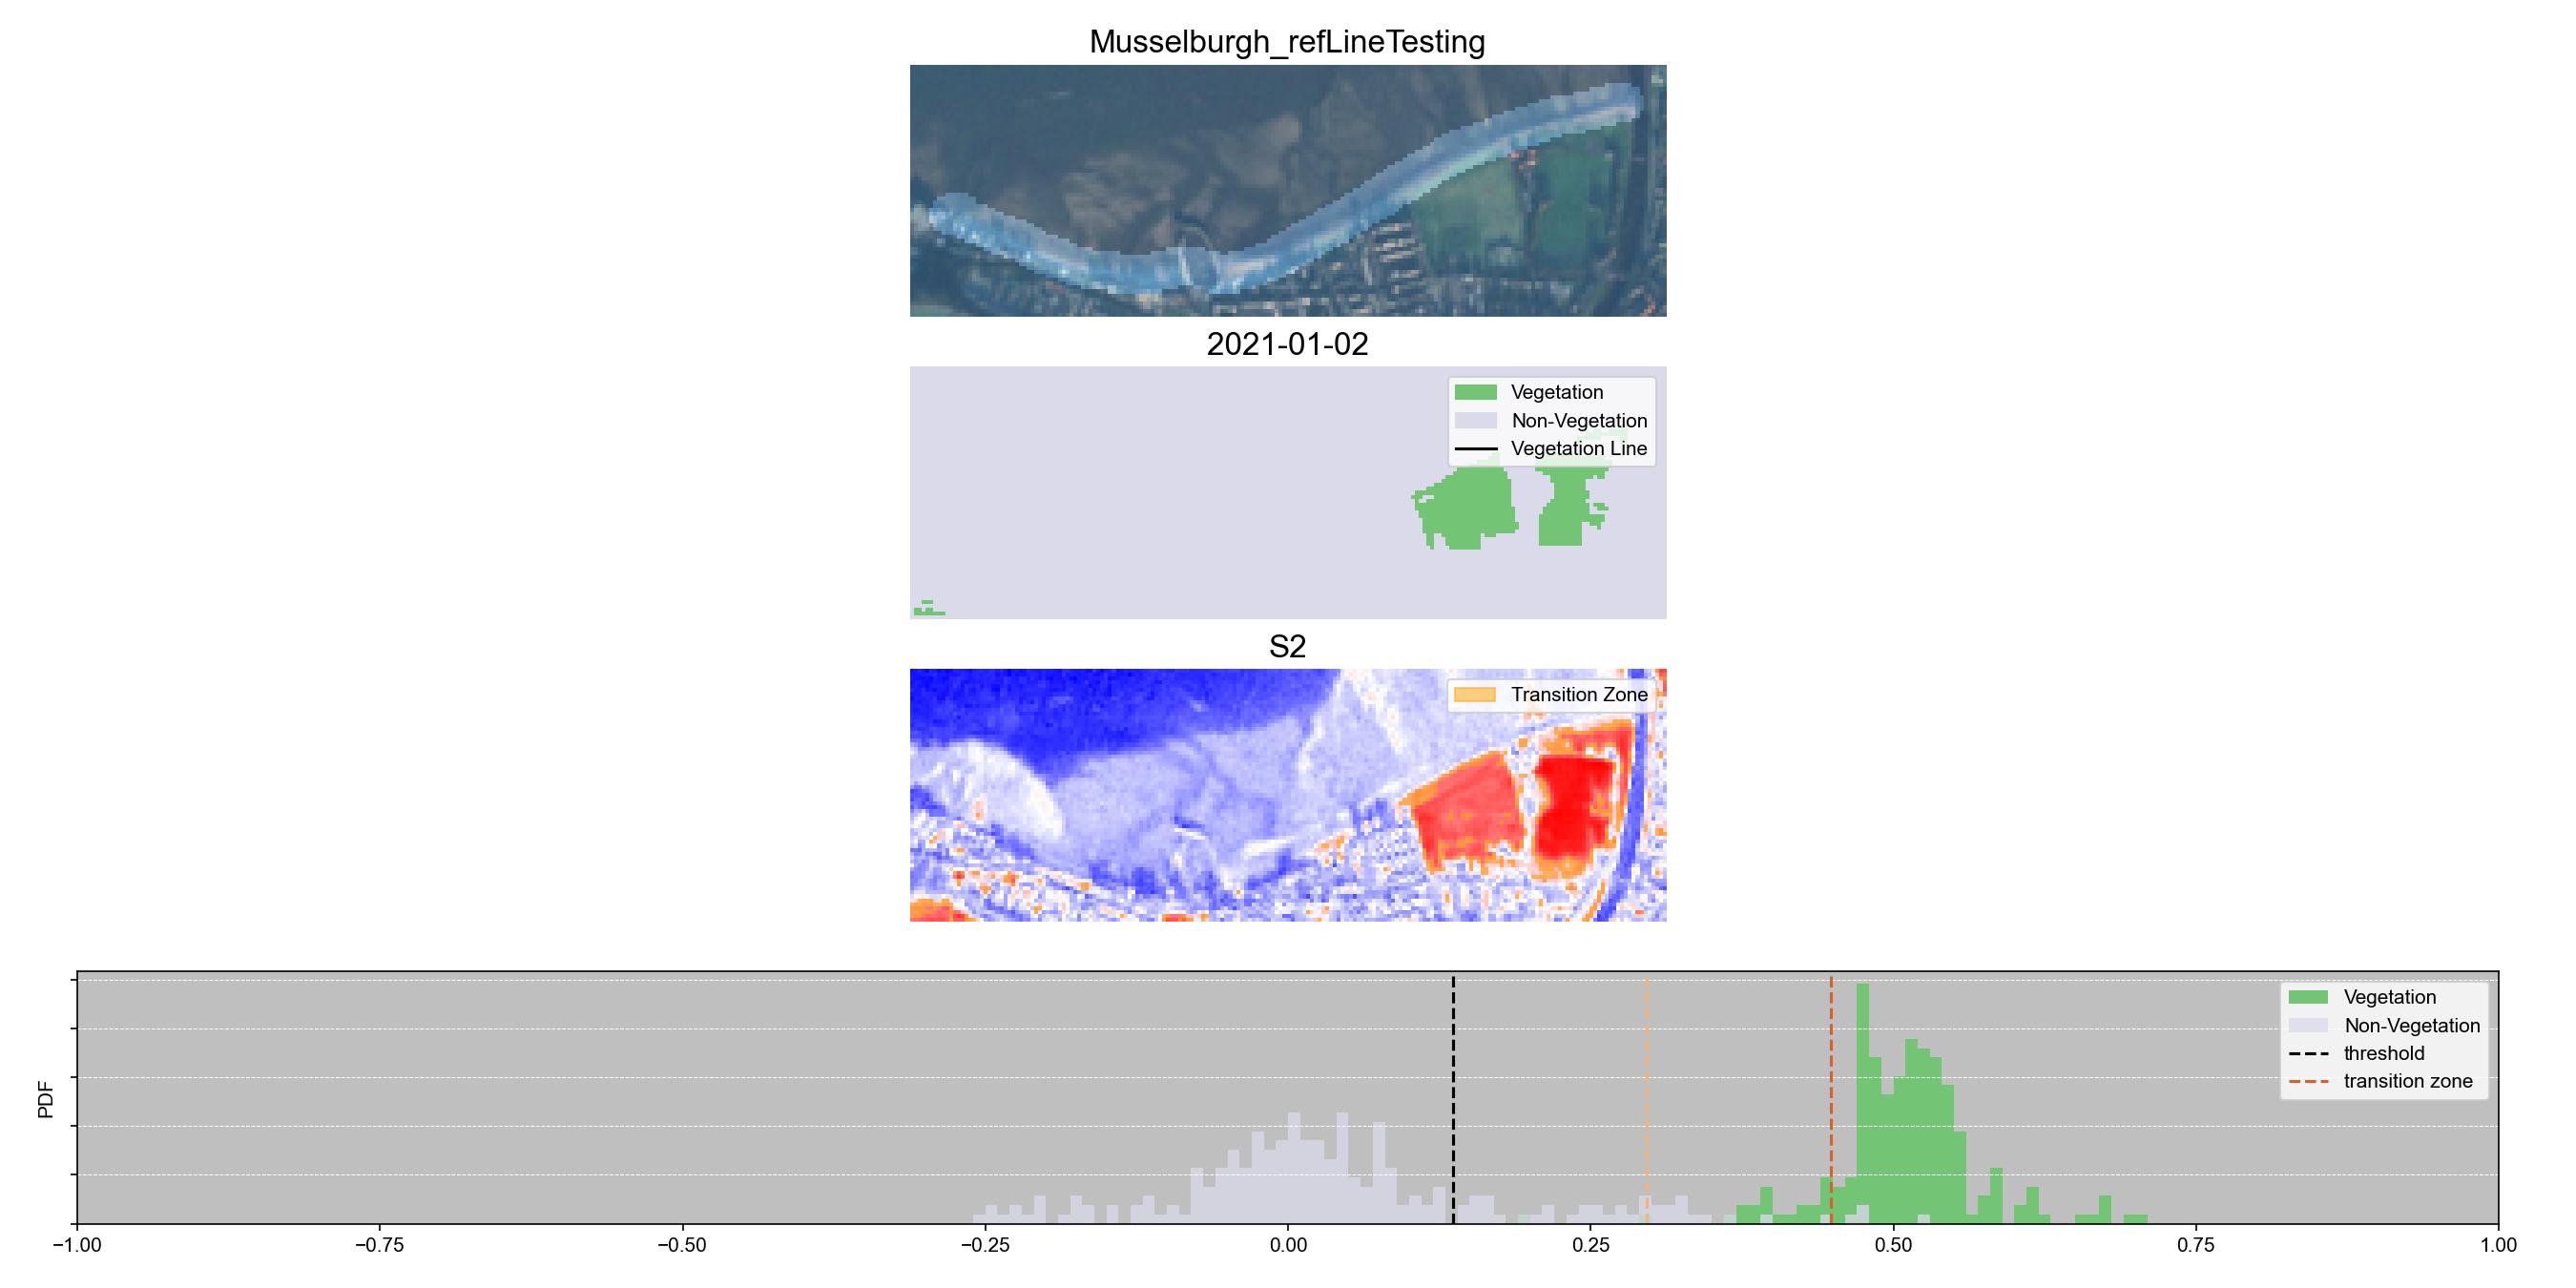 Musselburgh_refLineTesting
2021-01-02
Vegetation
Non-Vegetation
Vegetation Line
S2
Transition Zone
PDF
Vegetation
Non-Vegetation
threshold
transition zone
−1.00 −0.75 −0.50 −0.25 0.00 0.25 0.50 0.75 1.00